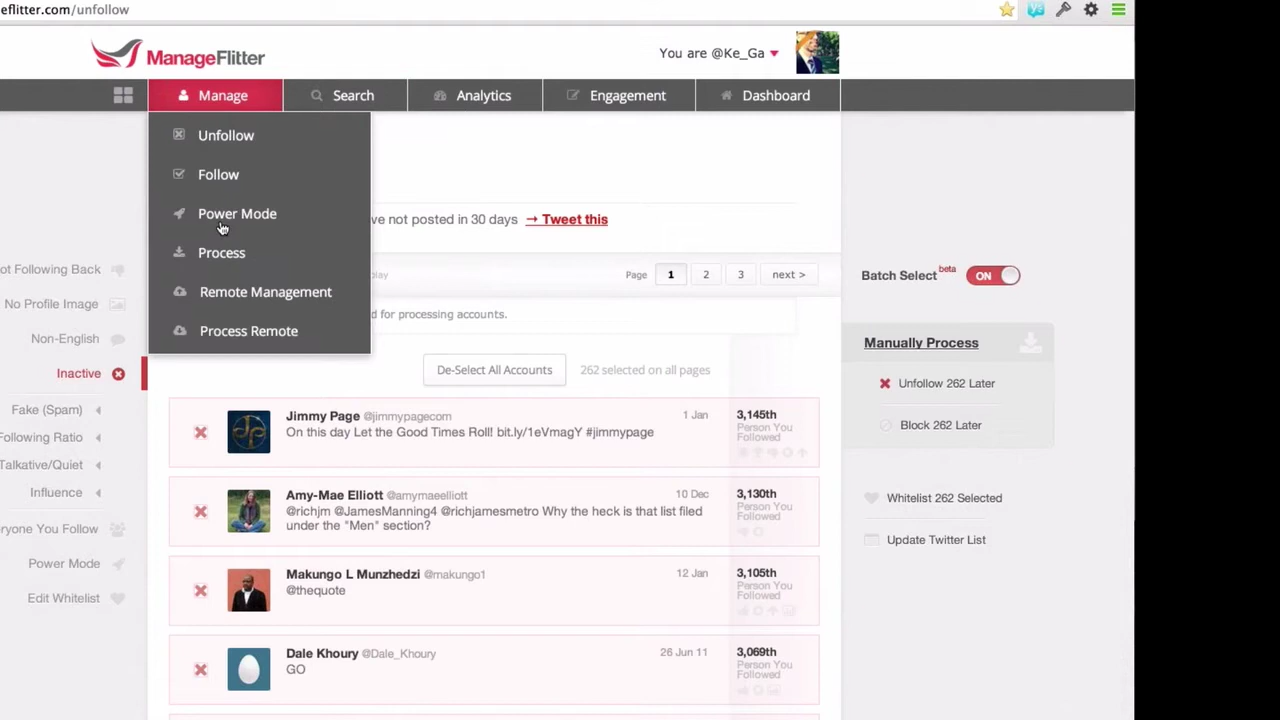 eflitter.com/unfollow
ManageFlitter
You are @Ke_Ga
Manage
Search
Analytics
Engagement
Dashboard
Unfollow
Follow
Power Mode
Process
Remote Management
Process Remote
ve not posted in 30 days → Tweet this
play
Page 1 2 3 next >
d for processing accounts.
De-Select All Accounts
262 selected on all pages
ot Following Back
No Profile Image
Non-English
Inactive
Fake (Spam)
Following Ratio
Talkative/Quiet
Influence
eryone You Follow
Power Mode
Edit Whitelist
Jimmy Page @jimmypagecom 1 Jan
On this day Let the Good Times Roll! bit.ly/1eVmagY #jimmypage
3,145th
Person You
Followed
Amy-Mae Elliott @amymaeelliott 10 Dec
@richjm @JamesManning4 @richjamesmetro Why the heck is that list filed
under the "Men" section?
3,130th
Person You
Followed
Makungo L Munzhedzi @makungo1 12 Jan
@thequote
3,105th
Person You
Followed
Dale Khoury @Dale_Khoury 26 Jun 11
GO
3,069th
Person You
Followed
Batch Select beta ON
Manually Process
Unfollow 262 Later
Block 262 Later
Whitelist 262 Selected
Update Twitter List